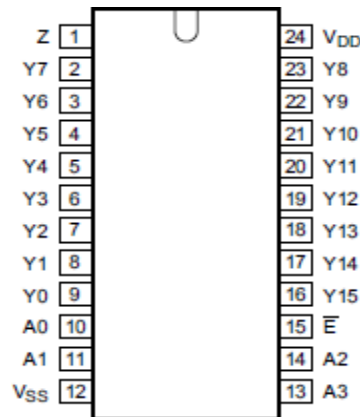 Z 1 24 VDD
Y7 2 23 Y8
Y6 3 22 Y9
Y5 4 21 Y10
Y4 5 20 Y11
Y3 6 19 Y12
Y2 7 18 Y13
Y1 8 17 Y14
Y0 9 16 Y15
A0 10 15 E̅
A1 11 14 A2
VSS 12 13 A3